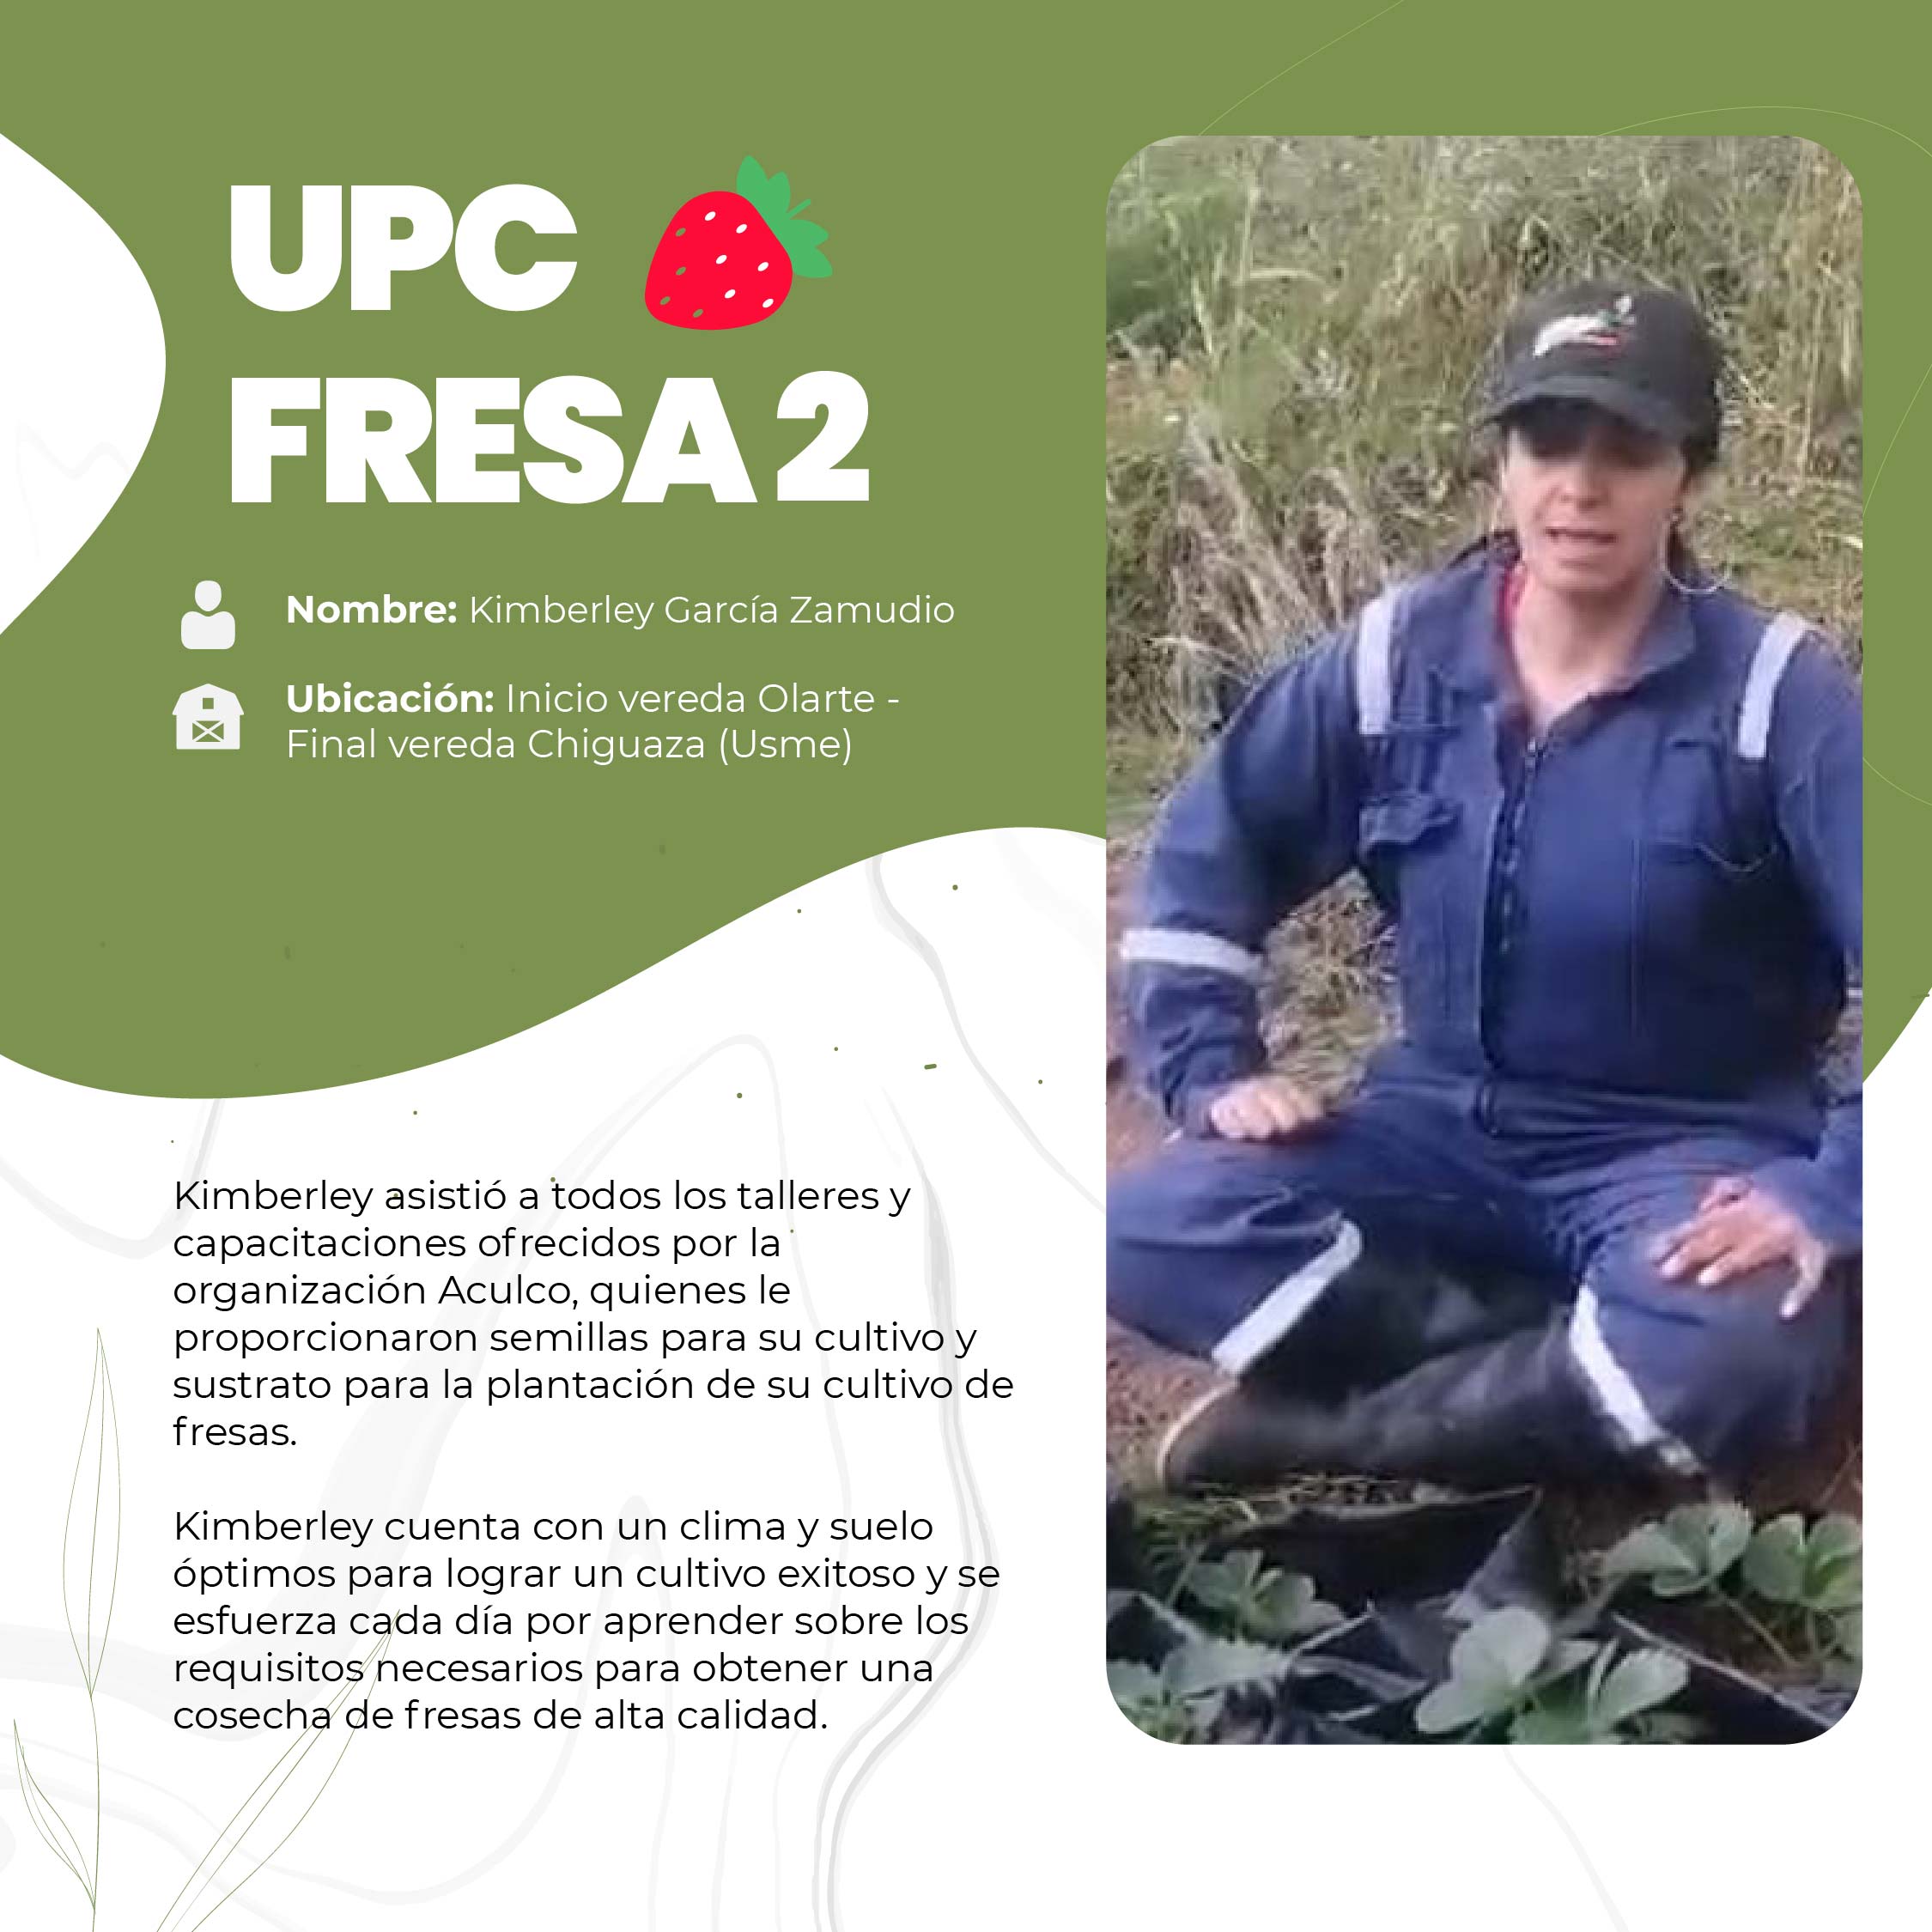 UPC
FRESA 2
Nombre: Kimberley García Zamudio
Ubicación: Inicio vereda Olarte -
Final vereda Chiguaza (Usme)
Kimberley asistió a todos los talleres y
capacitaciones ofrecidos por la
organización Aculco, quienes le
proporcionaron semillas para su cultivo y
sustrato para la plantación de su cultivo de
fresas.
Kimberley cuenta con un clima y suelo
óptimos para lograr un cultivo exitoso y se
esfuerza cada día por aprender sobre los
requisitos necesarios para obtener una
cosecha de fresas de alta calidad.